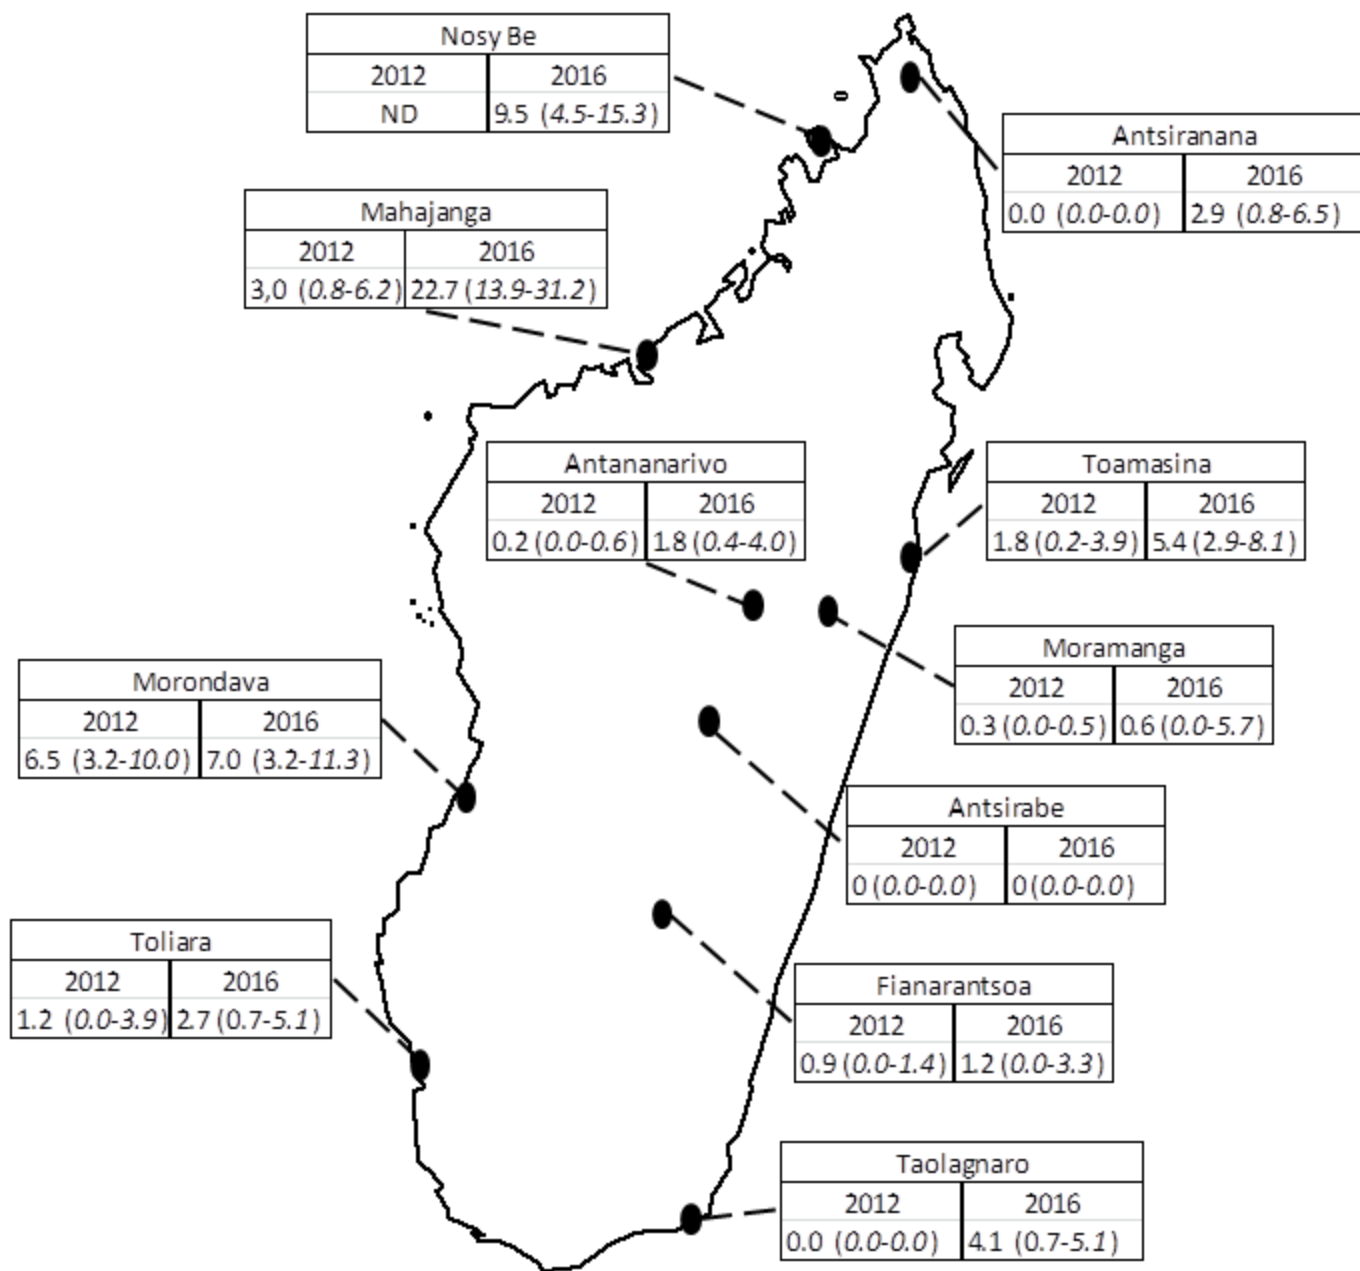 Nosy Be
2012 2016
ND 9.5 (4.5-15.3)
Antsiranana
2012 2016
0.0 (0.0-0.0) 2.9 (0.8-6.5)
Mahajanga
2012 2016
3,0 (0.8-6.2) 22.7 (13.9-31.2)
Antananarivo
2012 2016
0.2 (0.0-0.6) 1.8 (0.4-4.0)
Toamasina
2012 2016
1.8 (0.2-3.9) 5.4 (2.9-8.1)
Moramanga
2012 2016
0.3 (0.0-0.5) 0.6 (0.0-5.7)
Morondava
2012 2016
6.5 (3.2-10.0) 7.0 (3.2-11.3)
Antsirabe
2012 2016
0 (0.0-0.0) 0(0.0-0.0)
Toliara
2012 2016
1.2 (0.0-3.9) 2.7 (0.7-5.1)
Fianarantsoa
2012 2016
0.9 (0.0-1.4) 1.2 (0.0-3.3)
Taolagnaro
2012 2016
0.0 (0.0-0.0) 4.1 (0.7-5.1)